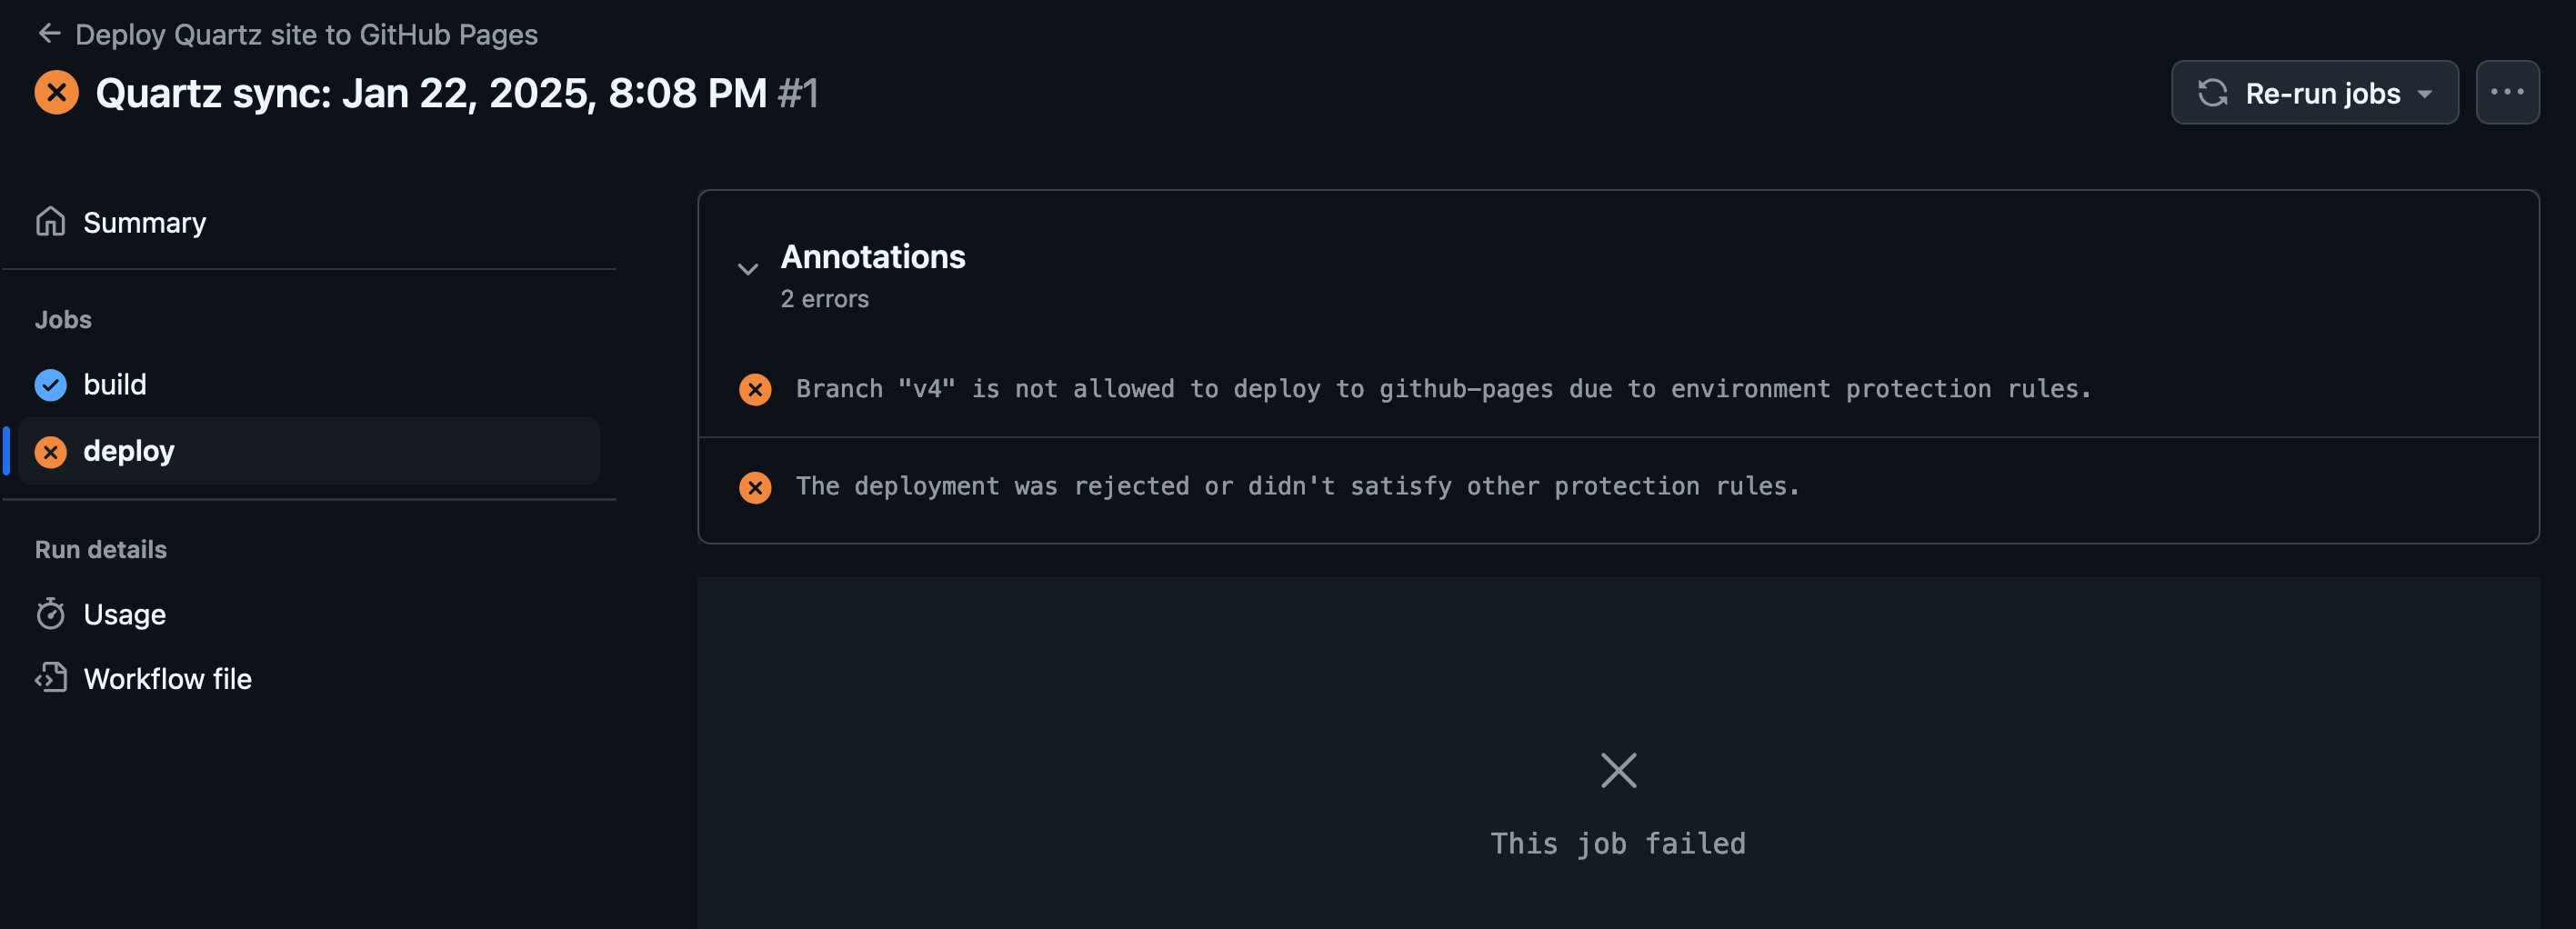 Deploy Quartz site to GitHub Pages
Quartz sync: Jan 22, 2025, 8:08 PM #1
Re-run jobs
Summary
Jobs
build
deploy
Run details
Usage
Workflow file
Annotations
2 errors
Branch "v4" is not allowed to deploy to github-pages due to environment protection rules.
The deployment was rejected or didn't satisfy other protection rules.
This job failed